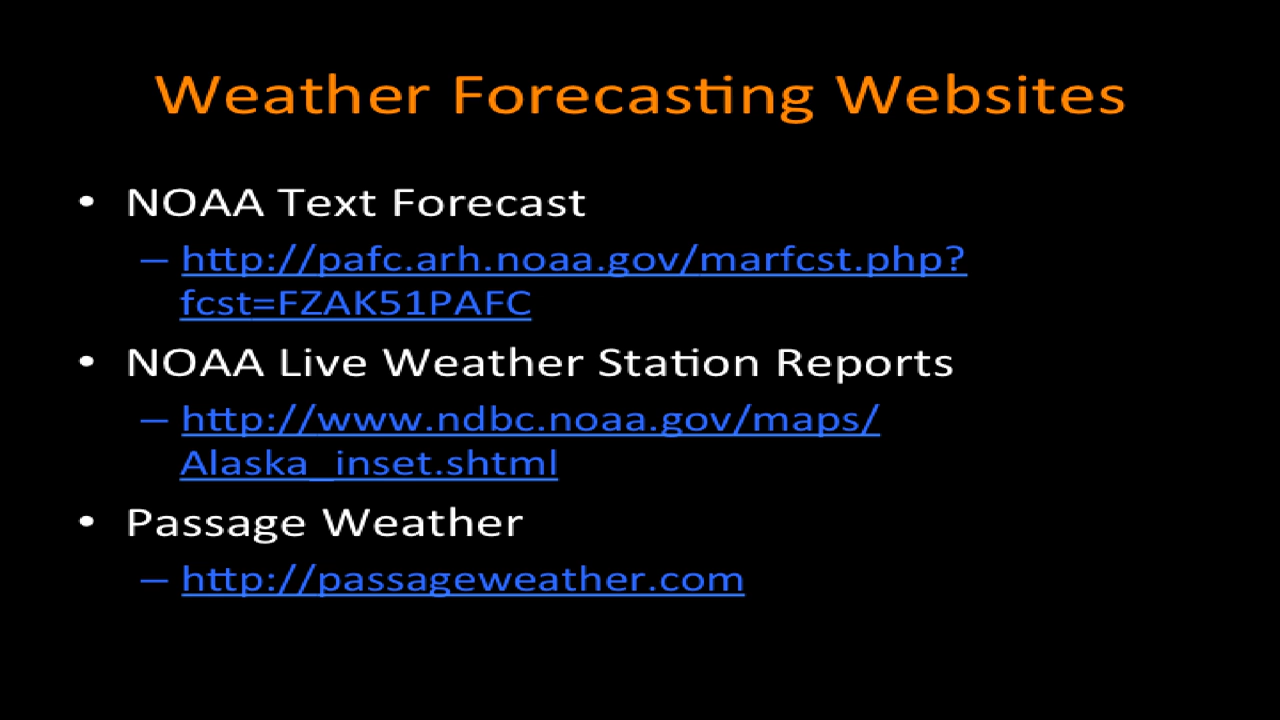 Weather Forecasting Websites
• NOAA Text Forecast
– http://pafc.arh.noaa.gov/marfcst.php?
fcst=FZAK51PAFC
• NOAA Live Weather Station Reports
– http://www.ndbc.noaa.gov/maps/
Alaska_inset.shtml
• Passage Weather
– http://passageweather.com